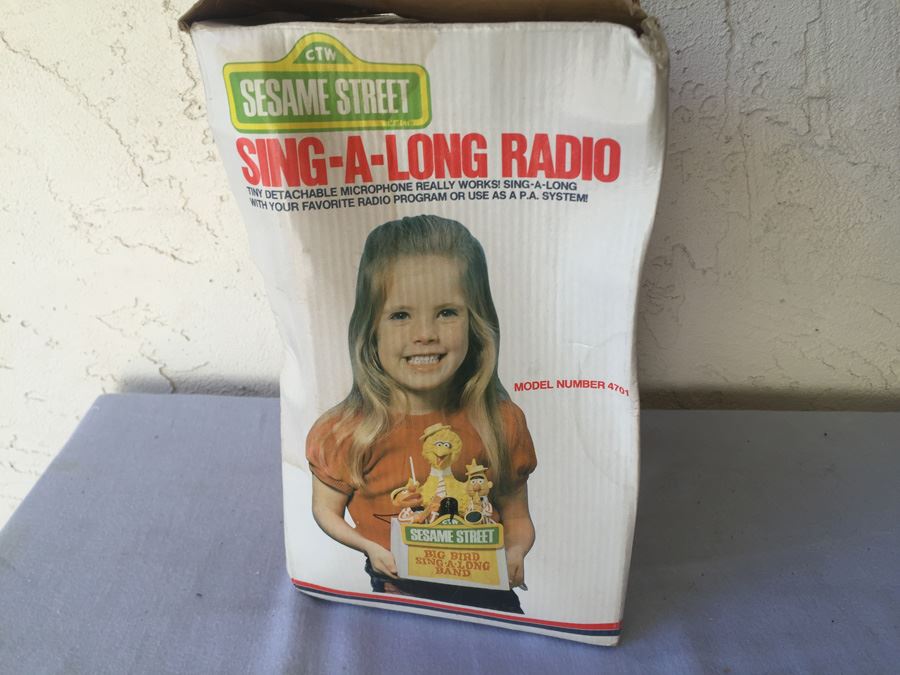 CTW
SESAME STREET
SING-A-LONG RADIO
TINY DETACHABLE MICROPHONE REALLY WORKS! SING-A-LONG
WITH YOUR FAVORITE RADIO PROGRAM OR USE AS A P.A. SYSTEM!
MODEL NUMBER 4701
CTW
SESAME STREET
BIG BIRD
SING-A-LONG
BAND